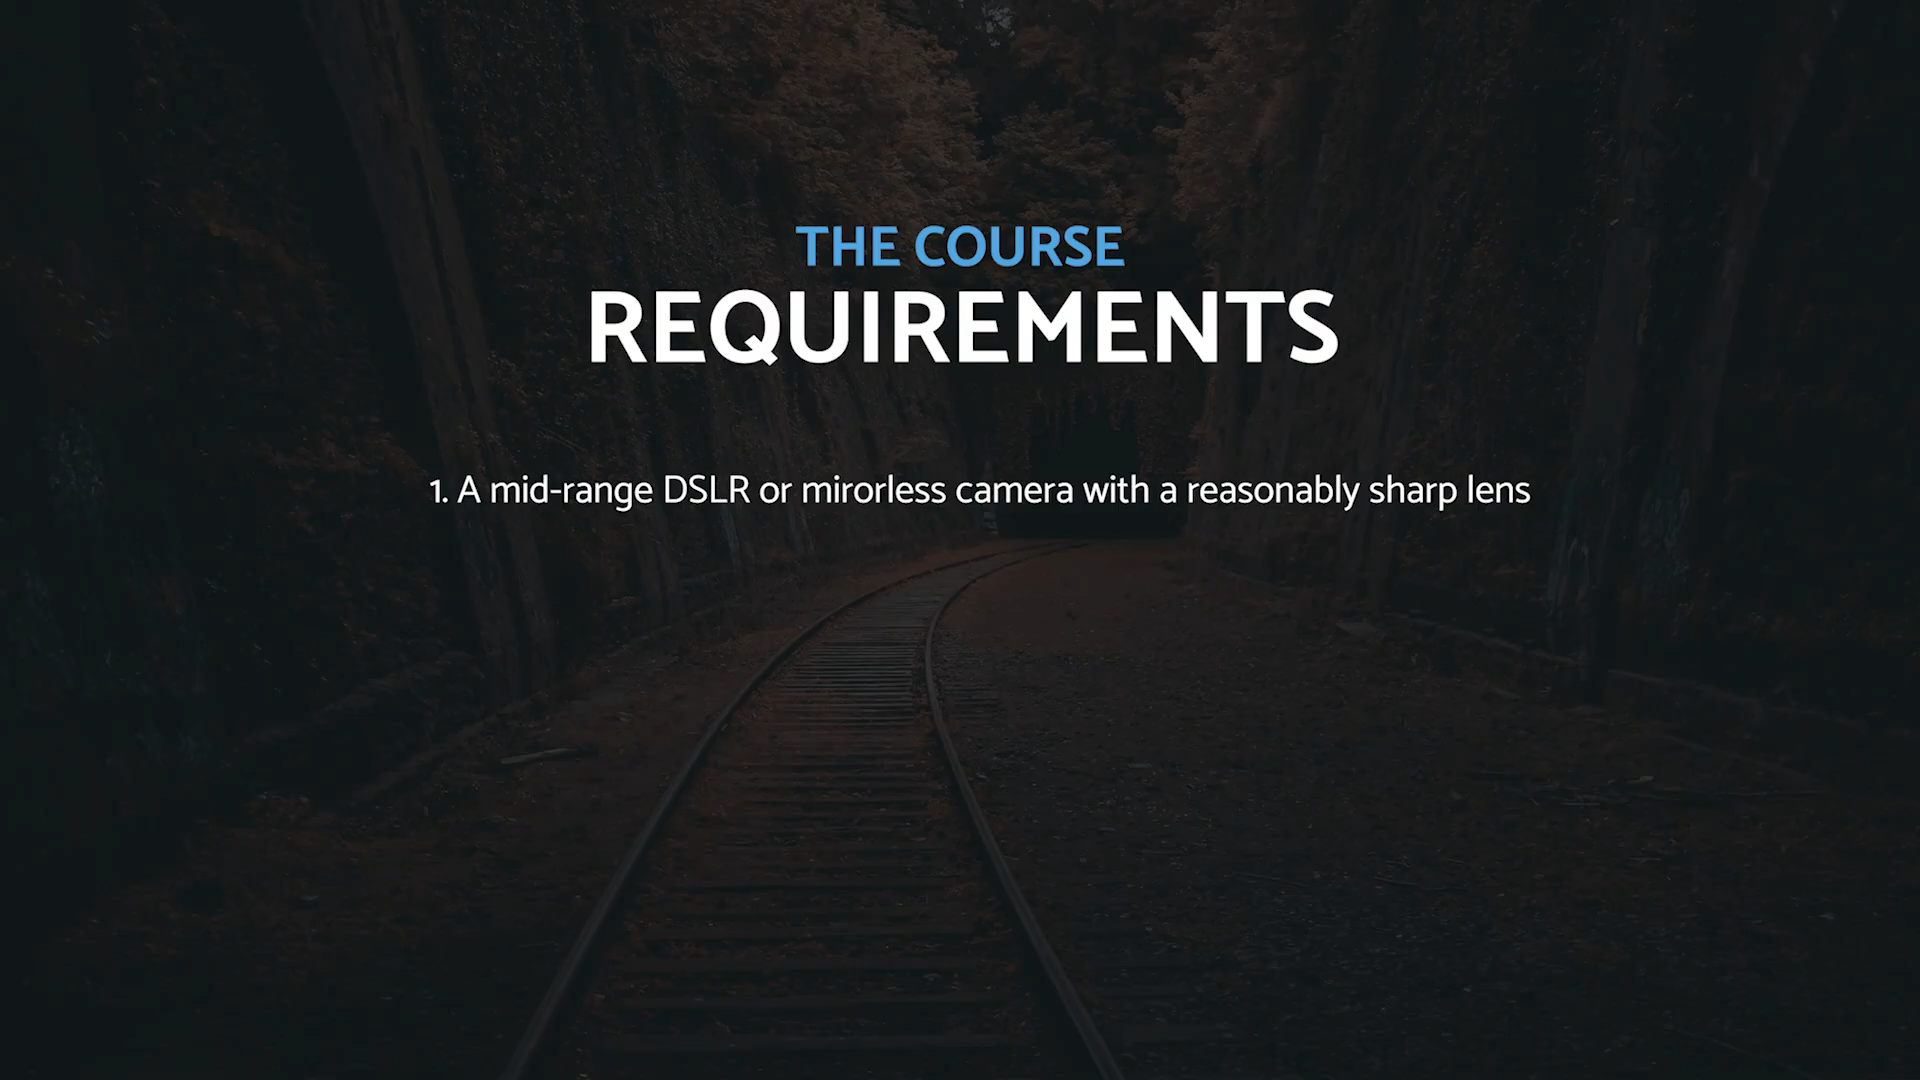 THE COURSE
REQUIREMENTS
1. A mid-range DSLR or mirorless camera with a reasonably sharp lens